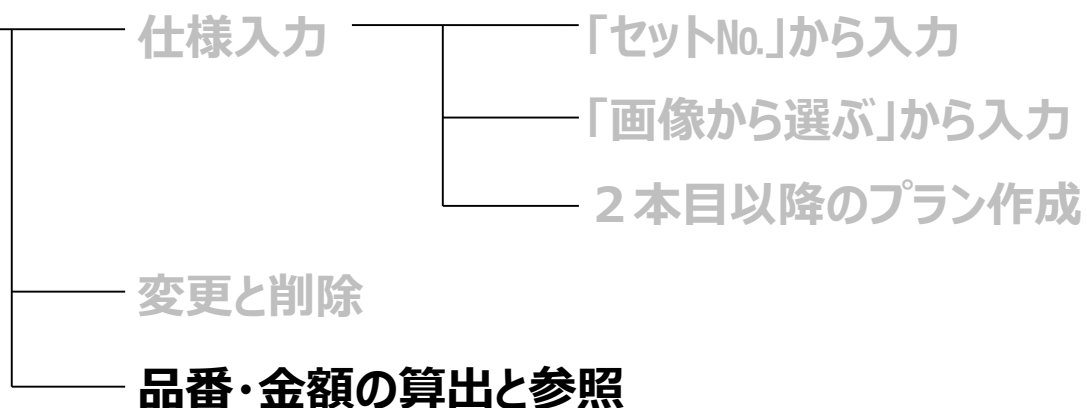 仕様入力
「セット№」から入力
「画像から選ぶ」から入力
２本目以降のプラン作成
変更と削除
品番・金額の算出と参照